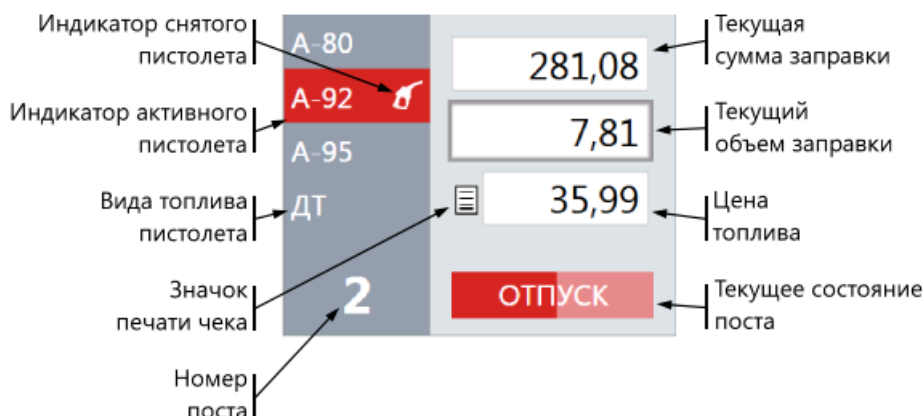 Индикатор снятого
пистолета
Индикатор активного
пистолета
Вида топлива
пистолета
Значок
печати чека
Номер
поста
А-80
А-92
А-95
ДТ
2
281,08
7,81
35,99
ОТПУСК
Текущая
сумма заправки
Текущий
объем заправки
Цена
топлива
Текущее состояние
поста